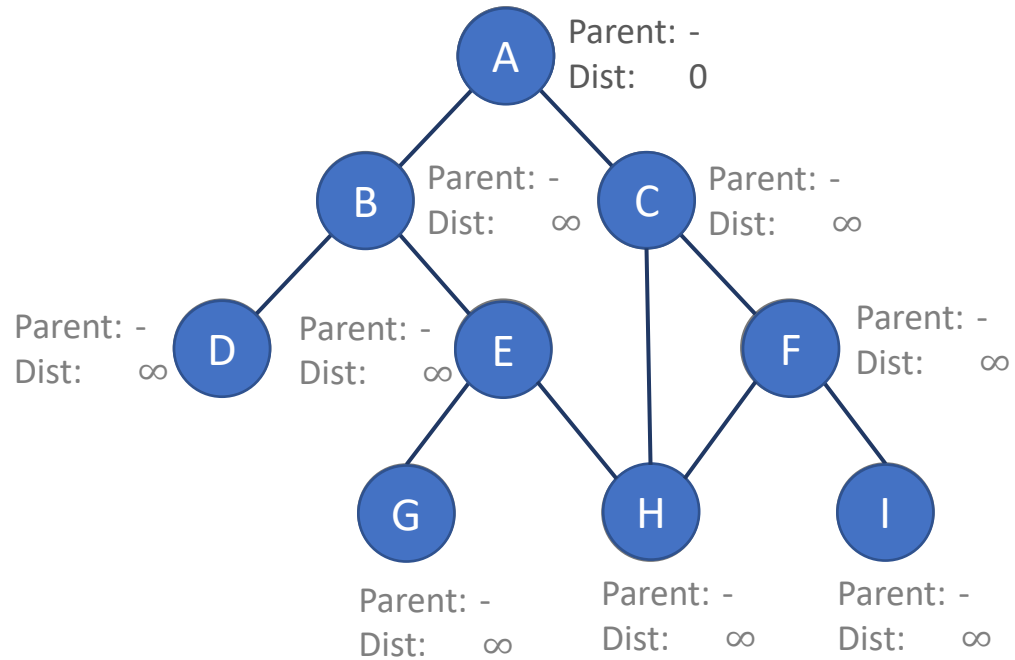 A
Parent: -
Dist: 0
B
Parent: -
Dist: ∞
C
Parent: -
Dist: ∞
Parent: -
Dist: ∞
D
Parent: -
Dist: ∞
E
F
Parent: -
Dist: ∞
G
H
I
Parent: -
Dist: ∞
Parent: -
Dist: ∞
Parent: -
Dist: ∞